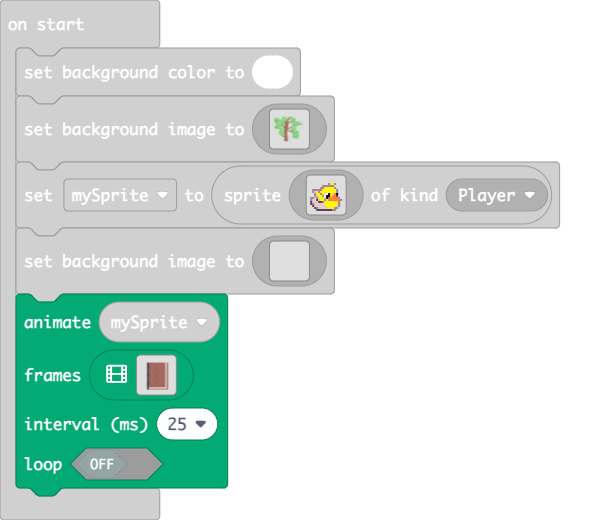 on start
set background color to
set background image to
set mySprite to sprite of kind Player
set background image to
animate mySprite
frames
interval (ms) 25
loop OFF